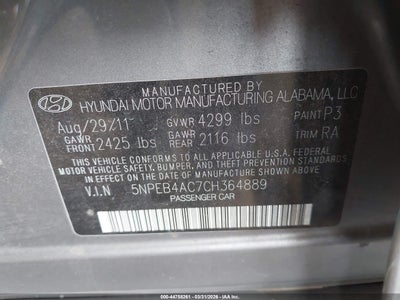 MANUFACTURED BY
HYUNDAI MOTOR MANUFACTURING ALABAMA, LLC
Aug/29/11 GVWR 4299 lbs PAINT P3
GAWR FRONT 2425 lbs GAWR REAR 2116 lbs TRIM RA
THIS VEHICLE CONFORMS TO ALL APPLICABLE U.S.A. FEDERAL
MOTOR VEHICLE SAFETY, BUMPER, AND THEFT PREVENTION
STANDARDS IN EFFECT ON THE DATE OF MANUFACTURE SHOWN ABOVE.
V.I.N 5NPEB4AC7CH364889
PASSENGER CAR
000-44758261 - 03/31/2026 - IAA Inc.